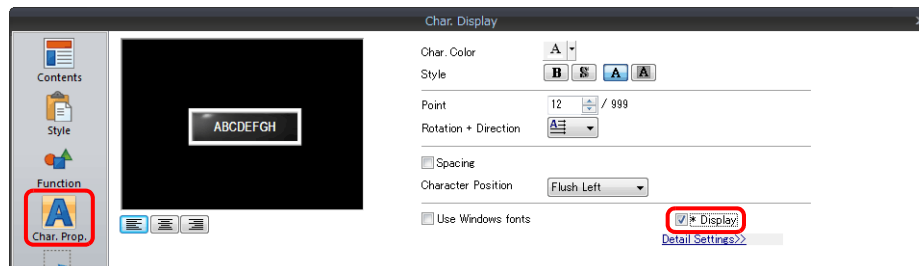 Char. Display
Contents
Style
Function
Char. Prop.
ABCDEFGH
Char. Color A
Style B S A A
Point 12 / 999
Rotation + Direction A
Spacing
Character Position Flush Left
Use Windows fonts * Display
Detail Settings>>